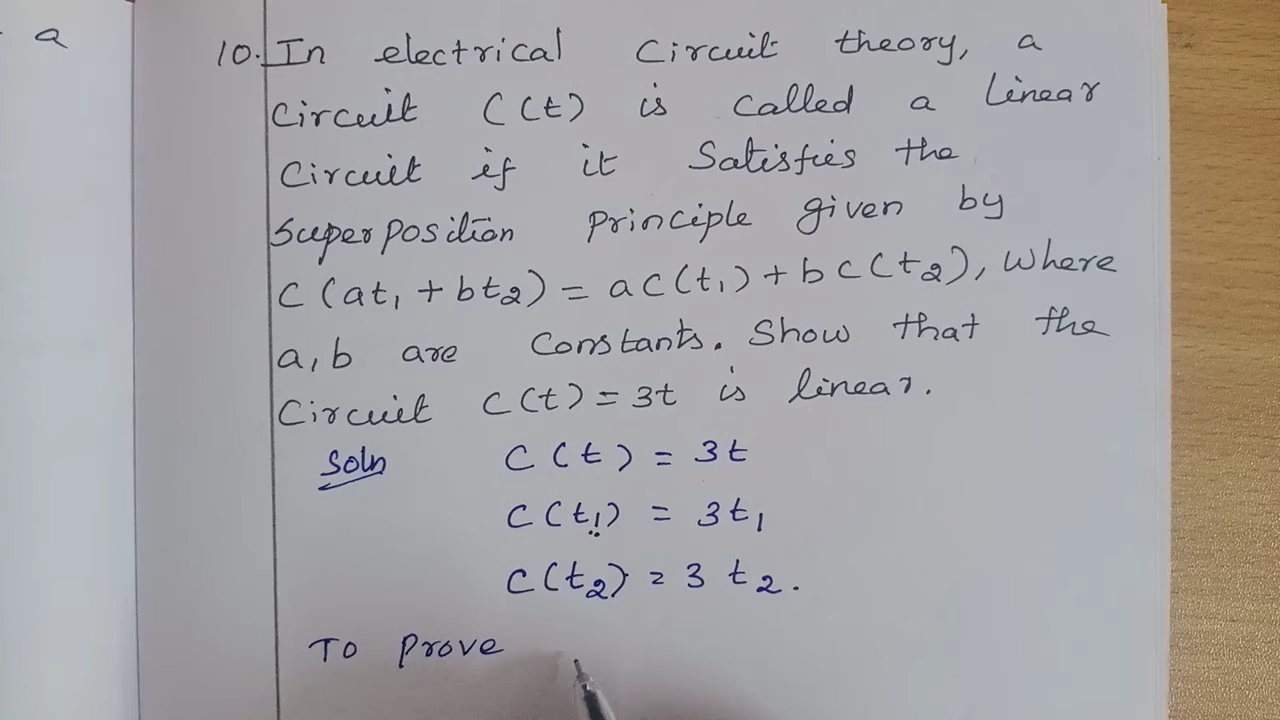 a
10. In electrical Circuit theory, a
Circuit C(t) is called a linear
Circuit if it Satisfies the
Superposition Principle given by
C(at₁ + bt₂) = ac(t₁) + bc(t₂), Where
a, b are Constants. Show that the
Circuit C(t) = 3t is linear.
Soln C(t) = 3t
C(t₁) = 3t₁
C(t₂) = 3 t₂.
To Prove